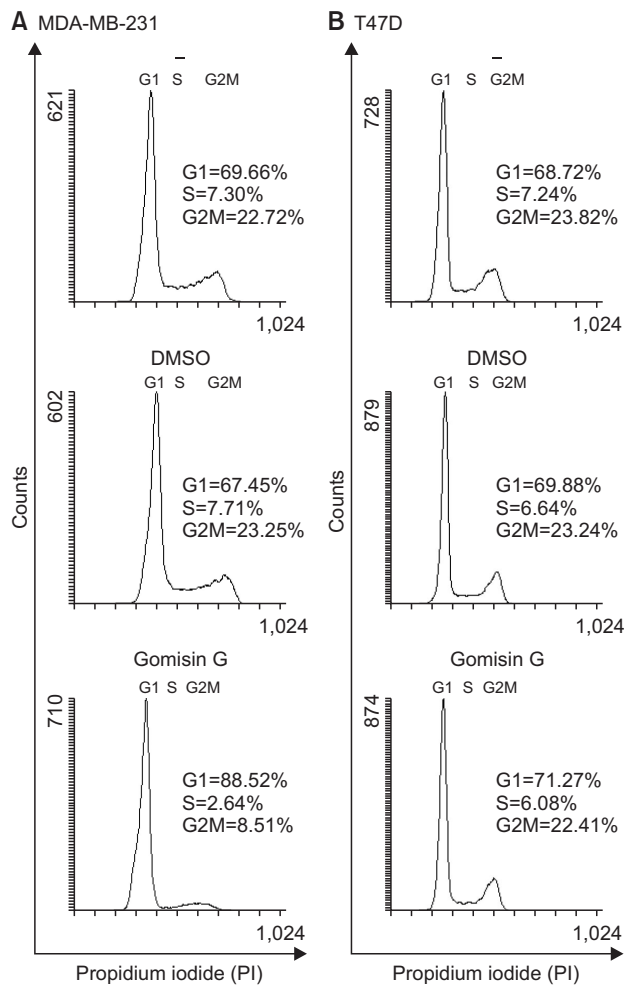 A MDA-MB-231
–
G1 S G2M
621
G1=69.66%
S=7.30%
G2M=22.72%
1,024
DMSO
G1 S G2M
602
G1=67.45%
S=7.71%
G2M=23.25%
1,024
Gomisin G
G1 S G2M
710
G1=88.52%
S=2.64%
G2M=8.51%
1,024
Counts
Propidium iodide (PI)
B T47D
–
G1 S G2M
728
G1=68.72%
S=7.24%
G2M=23.82%
1,024
DMSO
G1 S G2M
879
G1=69.88%
S=6.64%
G2M=23.24%
1,024
Gomisin G
G1 S G2M
874
G1=71.27%
S=6.08%
G2M=22.41%
1,024
Counts
Propidium iodide (PI)